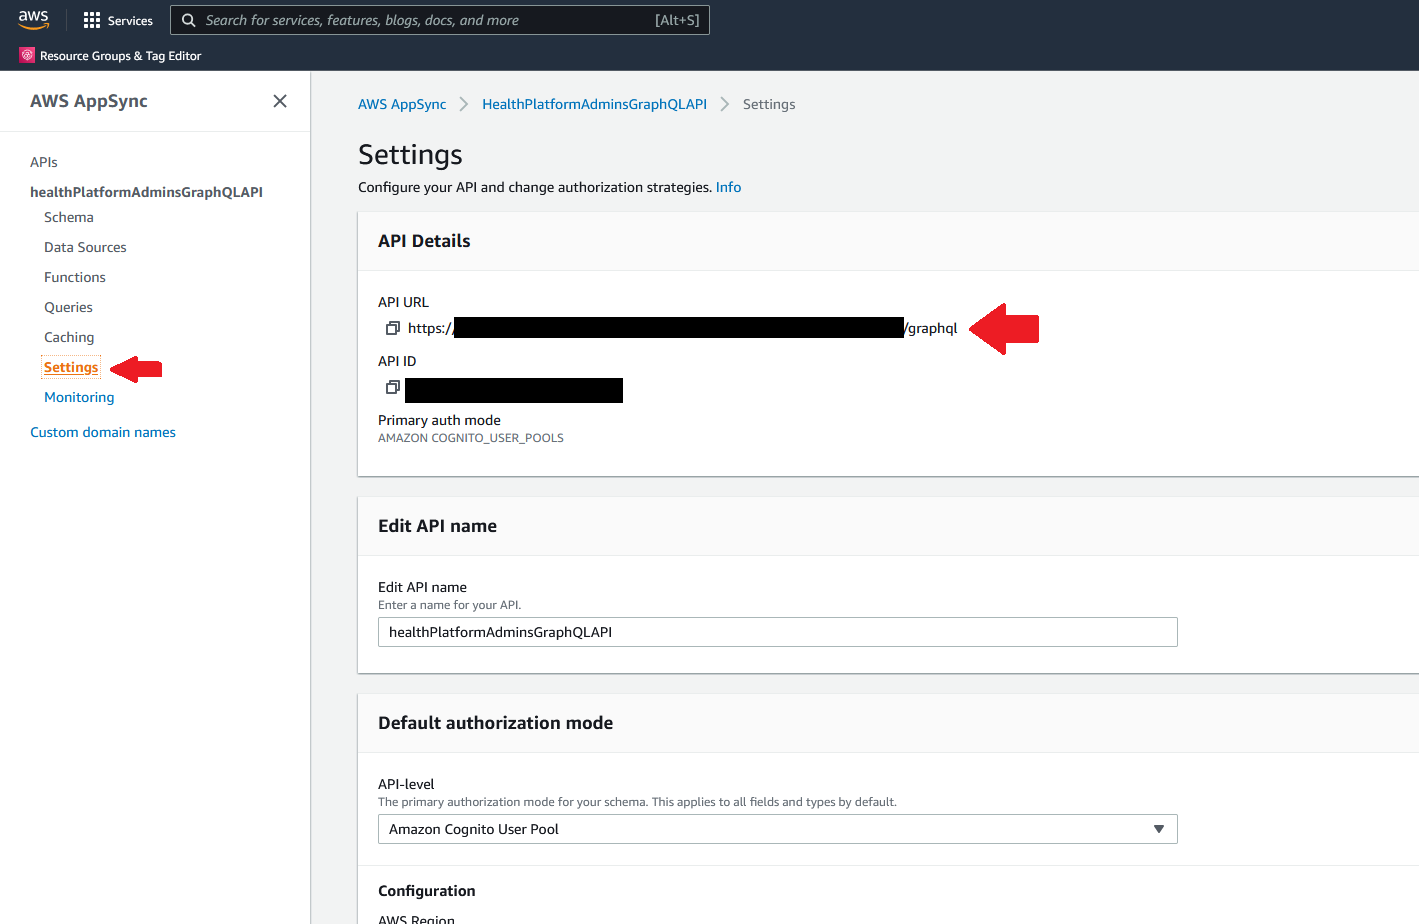 aws
Services
Search for services, features, blogs, docs, and more
[Alt+S]
Resource Groups & Tag Editor
AWS AppSync
APIs
healthPlatformAdminsGraphQLAPI
Schema
Data Sources
Functions
Queries
Caching
Settings
Monitoring
Custom domain names
AWS AppSync
HealthPlatformAdminsGraphQLAPI
Settings
Settings
Configure your API and change authorization strategies. Info
API Details
API URL
https:/ /graphql
API ID
Primary auth mode
AMAZON COGNITO_USER_POOLS
Edit API name
Edit API name
Enter a name for your API.
healthPlatformAdminsGraphQLAPI
Default authorization mode
API-level
The primary authorization mode for your schema. This applies to all fields and types by default.
Amazon Cognito User Pool
Configuration
AWS Region